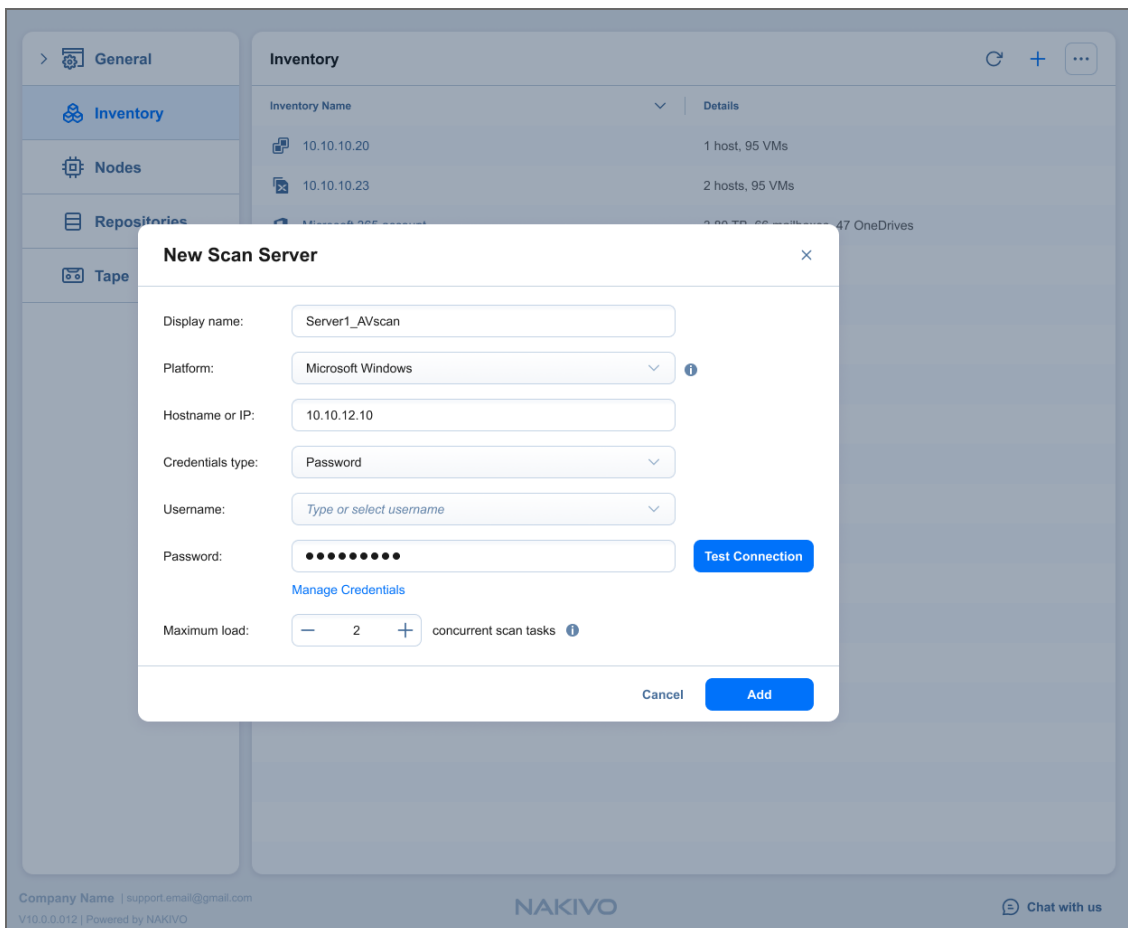 General
Inventory
Nodes
Repositories
Tape
Inventory
Inventory Name
Details
10.10.10.20
1 host, 95 VMs
10.10.10.23
2 hosts, 95 VMs
Microsoft 365 account
47 OneDrives
New Scan Server
Display name:
Server1_AVscan
Platform:
Microsoft Windows
Hostname or IP:
10.10.12.10
Credentials type:
Password
Username:
Type or select username
Password:
Test Connection
Manage Credentials
Maximum load:
2
concurrent scan tasks
Cancel
Add
Company Name | support.email@gmail.com
V10.0.0.012 | Powered by NAKIVO
NAKIVO
Chat with us